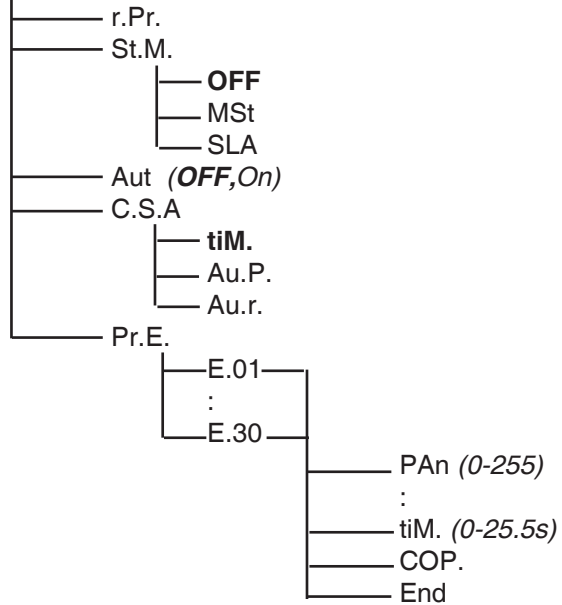 r.Pr.
St.M.
OFF
MSt
SLA
Aut (OFF,On)
C.S.A
tiM.
Au.P.
Au.r.
Pr.E.
E.01
:
E.30
PAn (0-255)
:
tiM. (0-25.5s)
COP.
End